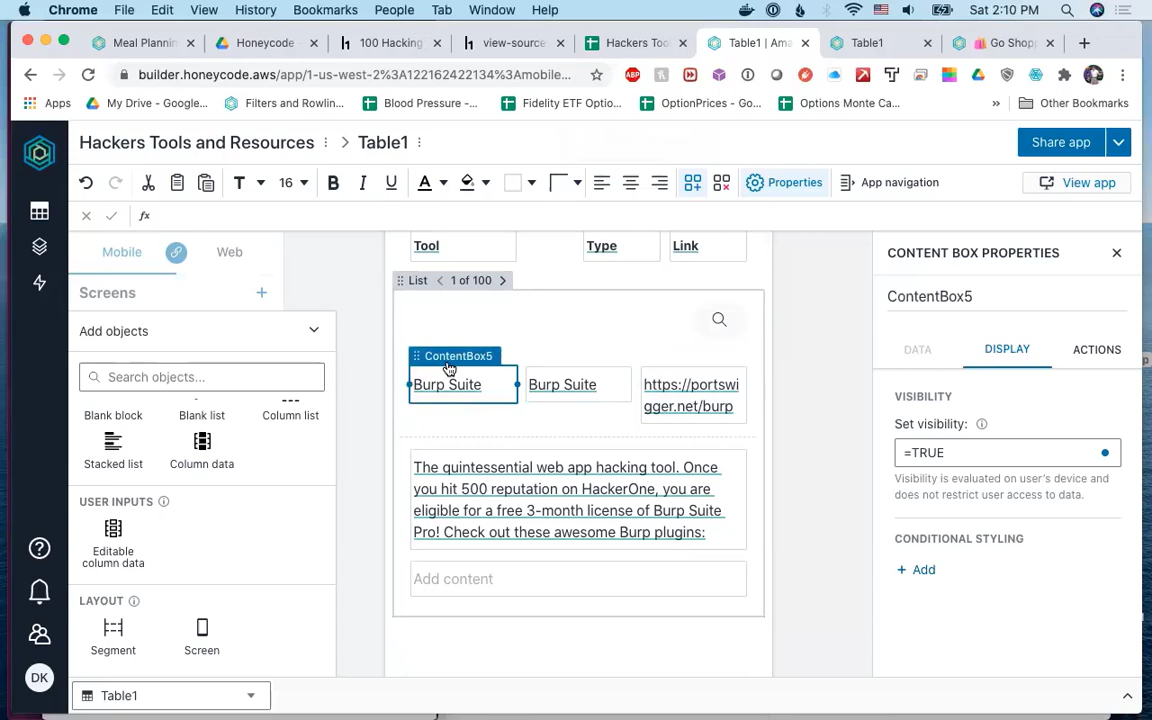 Chrome File Edit View History Bookmarks People Tab Window Help Sat 2:10 PM
Meal Plannin Honeycode - 100 Hacking view-source: Hackers Tool Table1 | Ama Table1 Go Shopp
builder.honeycode.aws/app/1-us-west-2%3A122162422134%3Amobile...
Apps My Drive - Google... Filters and Rowlin... Blood Pressure -... Fidelity ETF Optio... OptionPrices - Go... Options Monte Ca... » Other Bookmarks
Hackers Tools and Resources > Table1
Share app
T 16 B I U A Properties App navigation View app
fx
Mobile Web
Screens +
Add objects
Search objects...
Blank block Blank list Column list
Stacked list Column data
USER INPUTS
Editable
column data
LAYOUT
Segment Screen
Table1
DK
Tool Type Link
List < 1 of 100 >
ContentBox5
Burp Suite Burp Suite https://portswi
gger.net/burp
The quintessential web app hacking tool. Once
you hit 500 reputation on HackerOne, you are
eligible for a free 3-month license of Burp Suite
Pro! Check out these awesome Burp plugins:
Add content
CONTENT BOX PROPERTIES
ContentBox5
DATA DISPLAY ACTIONS
VISIBILITY
Set visibility:
=TRUE
Visibility is evaluated on user's device and
does not restrict user access to data.
CONDITIONAL STYLING
+ Add